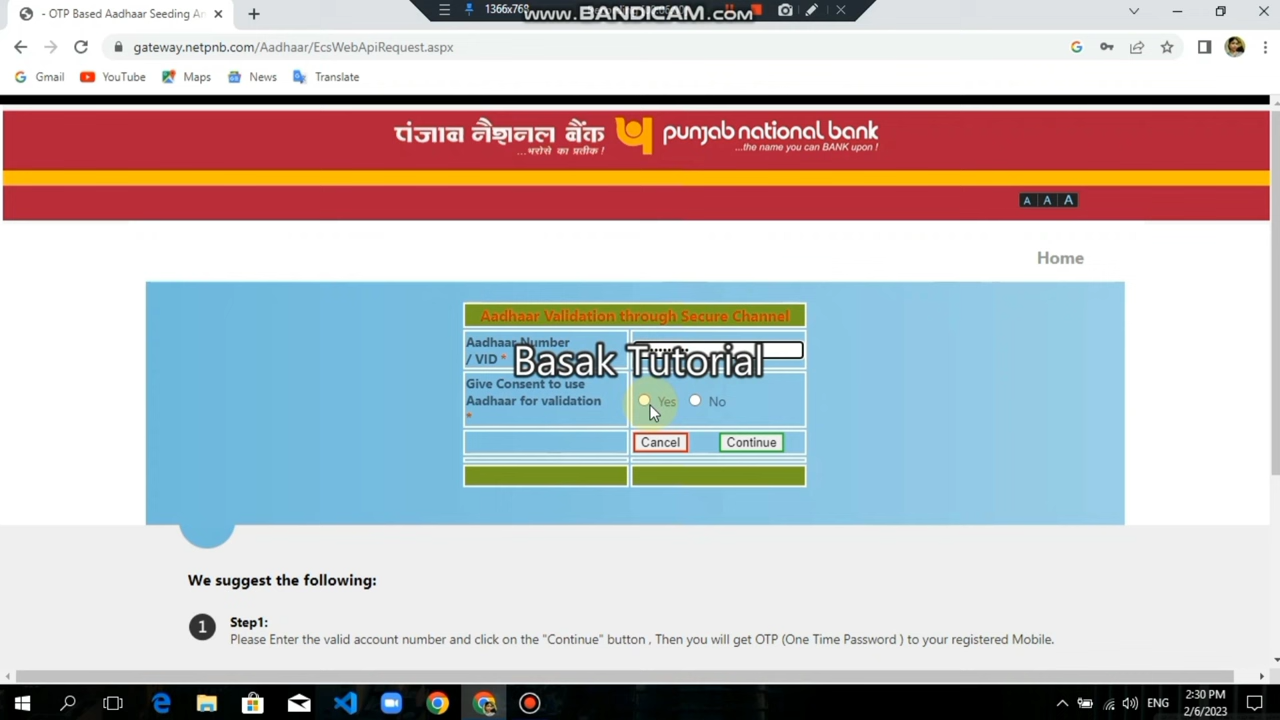 - OTP Based Aadhaar Seeding An
1366x768
www.BANDICAM.com
gateway.netpnb.com/Aadhaar/EcsWebApiRequest.aspx
Gmail YouTube Maps News Translate
पंजाब नैशनल बैंक punjab national bank
...भरोसे का प्रतीक ! ...the name you can BANK upon !
A A A
Home
Aadhaar Validation through Secure Channel
Aadhaar Number
/ VID *
Basak Tutorial
Give Consent to use
Aadhaar for validation
*
Yes No
Cancel Continue
We suggest the following:
1 Step1:
Please Enter the valid account number and click on the "Continue" button , Then you will get OTP (One Time Password ) to your registered Mobile.
ENG
2:30 PM
2/6/2023